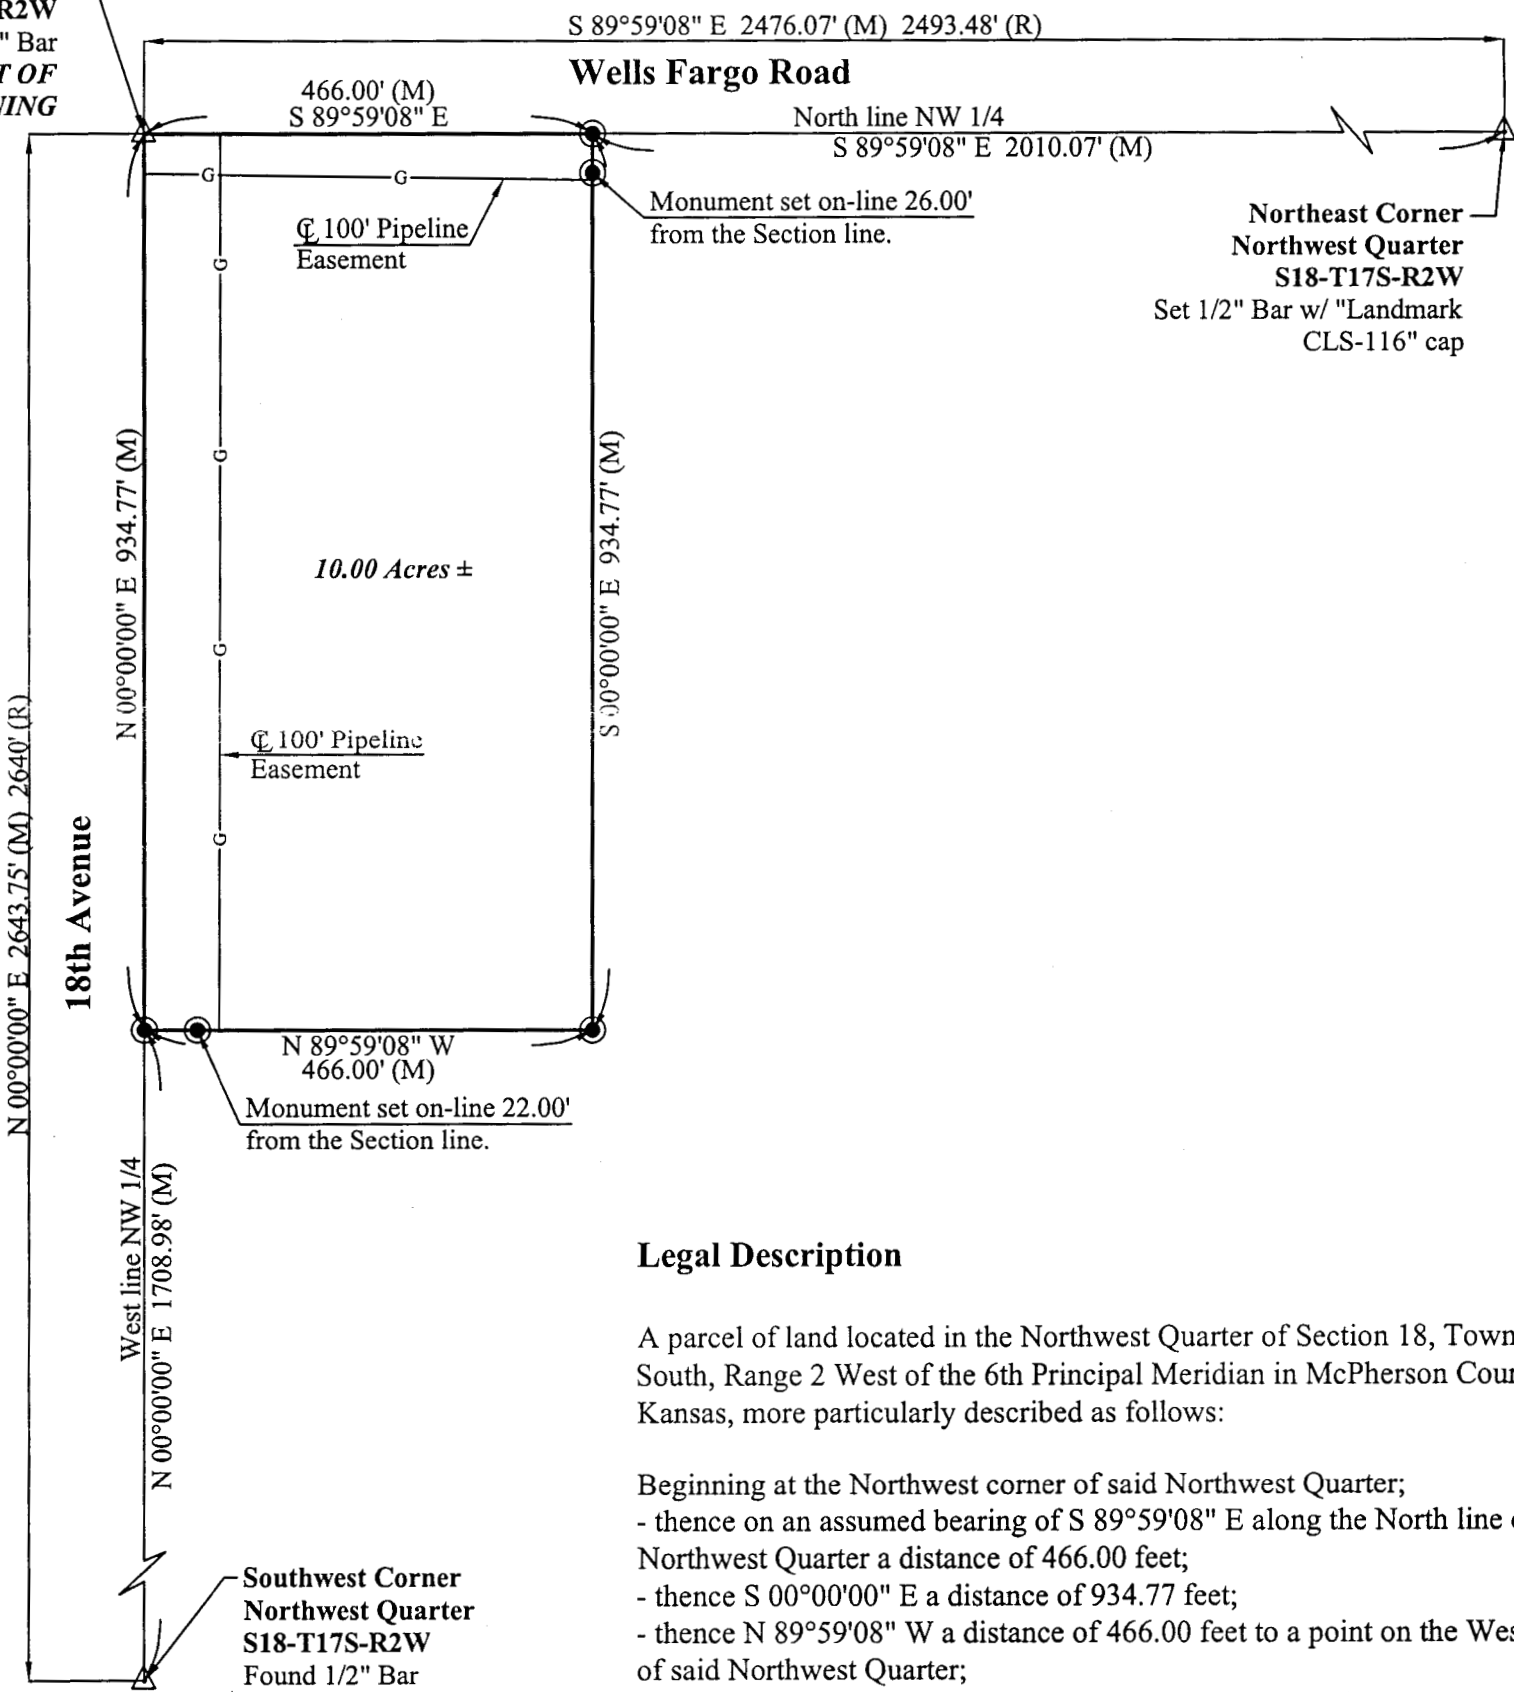 R2W
" Bar
T OF
NING
S 89°59'08" E 2476.07' (M) 2493.48' (R)
Wells Fargo Road
466.00' (M)
S 89°59'08" E
North line NW 1/4
S 89°59'08" E 2010.07' (M)
G
G
℄ 100' Pipeline
Easement
Monument set on-line 26.00'
from the Section line.
Northeast Corner
Northwest Quarter
S18-T17S-R2W
Set 1/2" Bar w/ "Landmark
CLS-116" cap
G
G
G
G
N 00°00'00" E 934.77' (M)
S 00°00'00" E 934.77' (M)
10.00 Acres ±
℄ 100' Pipeline
Easement
N 00°00'00" E 2643.75' (M) 2640' (R)
18th Avenue
N 89°59'08" W
466.00' (M)
Monument set on-line 22.00'
from the Section line.
West line NW 1/4
N 00°00'00" E 1708.98' (M)
Southwest Corner
Northwest Quarter
S18-T17S-R2W
Found 1/2" Bar
Legal Description
A parcel of land located in the Northwest Quarter of Section 18, Town
South, Range 2 West of the 6th Principal Meridian in McPherson Coun
Kansas, more particularly described as follows:
Beginning at the Northwest corner of said Northwest Quarter;
- thence on an assumed bearing of S 89°59'08" E along the North line
Northwest Quarter a distance of 466.00 feet;
- thence S 00°00'00" E a distance of 934.77 feet;
- thence N 89°59'08" W a distance of 466.00 feet to a point on the Wes
of said Northwest Quarter;